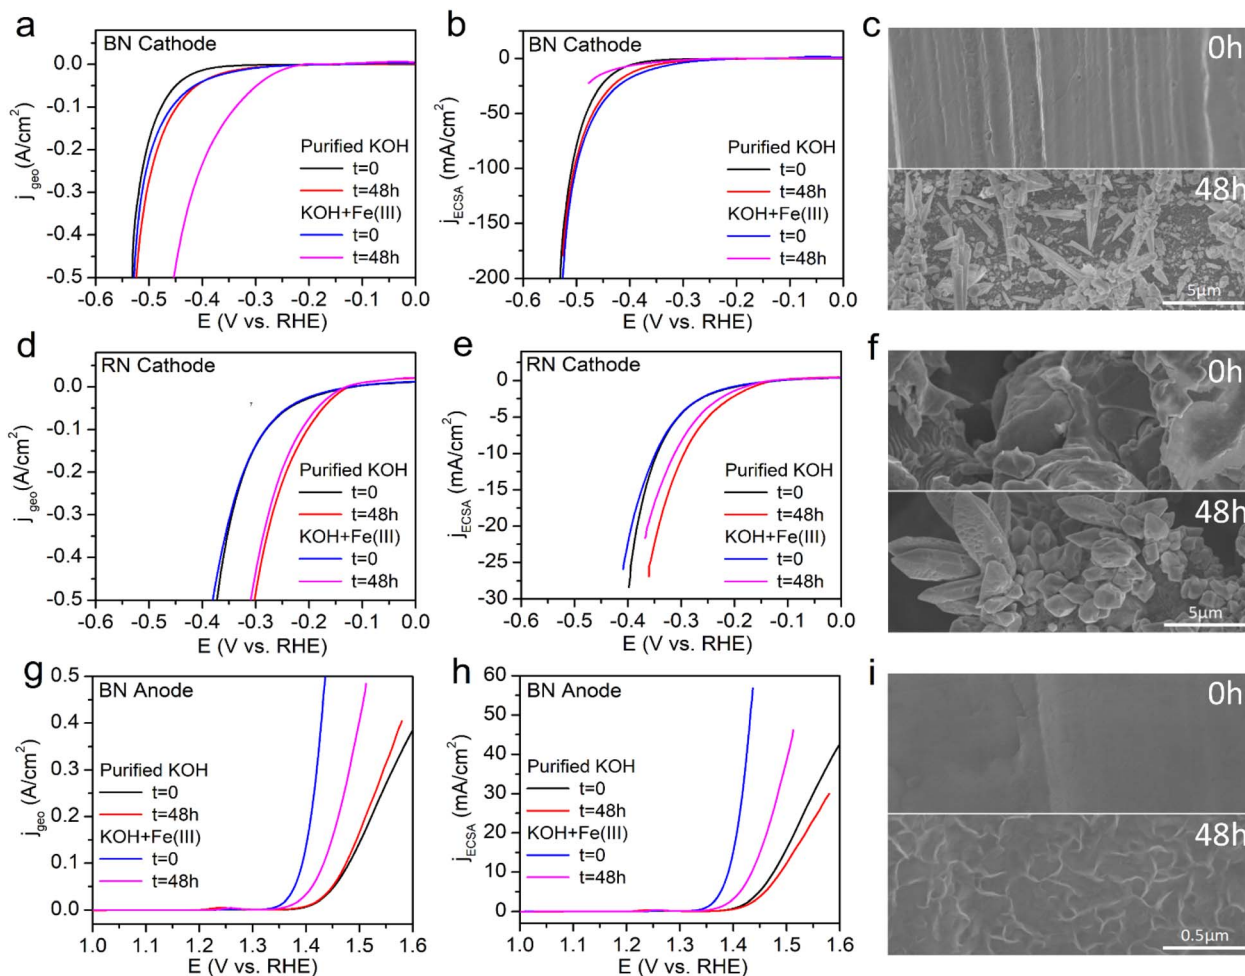 a
BN Cathode
0.0
-0.1
-0.2
-0.3
-0.4
-0.5
j geo (A/cm²)
Purified KOH
t=0
t=48h
KOH+Fe(III)
t=0
t=48h
-0.6 -0.5 -0.4 -0.3 -0.2 -0.1 0.0
E (V vs. RHE)
b
BN Cathode
0
-50
-100
-150
-200
j ECSA (mA/cm²)
Purified KOH
t=0
t=48h
KOH+Fe(III)
t=0
t=48h
-0.6 -0.5 -0.4 -0.3 -0.2 -0.1 0.0
E (V vs. RHE)
c
0h
48h
5µm
d
RN Cathode
0.0
-0.1
-0.2
-0.3
-0.4
-0.5
j geo (A/cm²)
Purified KOH
t=0
t=48h
KOH+Fe(III)
t=0
t=48h
-0.6 -0.5 -0.4 -0.3 -0.2 -0.1 0.0
E (V vs. RHE)
e
RN Cathode
0
-5
-10
-15
-20
-25
-30
j ECSA (mA/cm²)
Purified KOH
t=0
t=48h
KOH+Fe(III)
t=0
t=48h
-0.6 -0.5 -0.4 -0.3 -0.2 -0.1 0.0
E (V vs. RHE)
f
0h
48h
5µm
g
BN Anode
0.5
0.4
0.3
0.2
0.1
0.0
j geo (A/cm²)
Purified KOH
t=0
t=48h
KOH+Fe(III)
t=0
t=48h
1.0 1.1 1.2 1.3 1.4 1.5 1.6
E (V vs. RHE)
h
BN Anode
60
50
40
30
20
10
0
j ECSA (mA/cm²)
Purified KOH
t=0
t=48h
KOH+Fe(III)
t=0
t=48h
1.0 1.1 1.2 1.3 1.4 1.5 1.6
E (V vs. RHE)
i
0h
48h
0.5µm